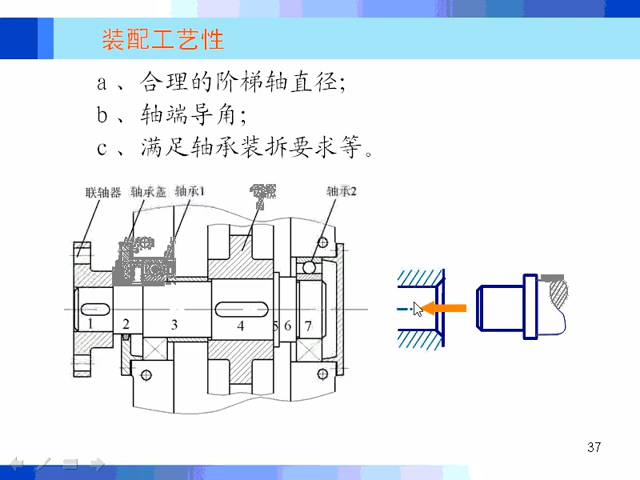 装配工艺性
a、合理的阶梯轴直径;
b、轴端导角;
c、满足轴承装拆要求等。
联轴器 轴承盖 轴承1 轴承2
1 2 3 4 5 6 7
37